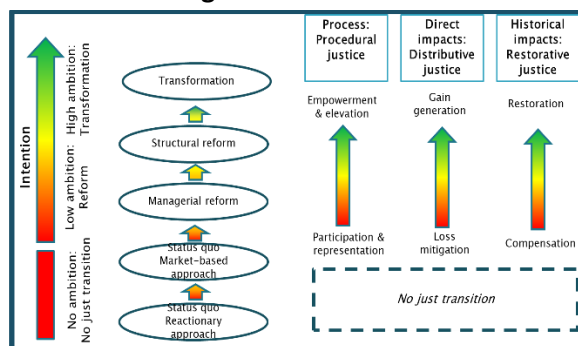 Intention
High ambition:
Transformation
Low ambition:
Reform
No ambition:
No just transition
Transformation
Structural reform
Managerial reform
Status quo
Market-based
approach
Status quo
Reactionary approach
Process:
Procedural
justice
Direct
impacts:
Distributive
justice
Historical
impacts:
Restorative
justice
Empowerment
& elevation
Gain
generation
Restoration
Participation &
representation
Loss
mitigation
Compensation
No just transition